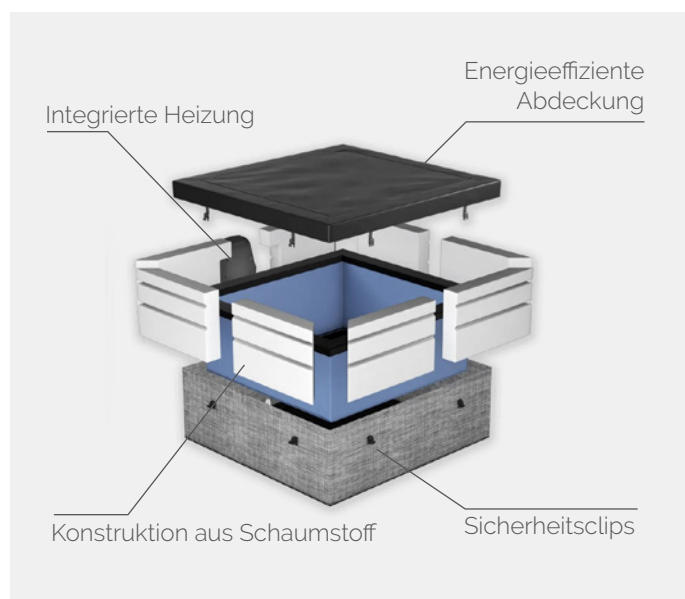 Energieeffiziente
Abdeckung
Integrierte Heizung
Konstruktion aus Schaumstoff
Sicherheitsclips